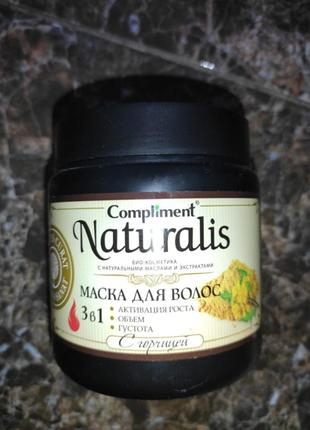 Compliment
Naturalis
БИО-КОСМЕТИКА
С НАТУРАЛЬНЫМИ МАСЛАМИ И ЭКСТРАКТАМИ
МАСКА ДЛЯ ВОЛОС
3в1
• АКТИВАЦИЯ РОСТА
• ОБЪЕМ
• ГУСТОТА
С горчицей